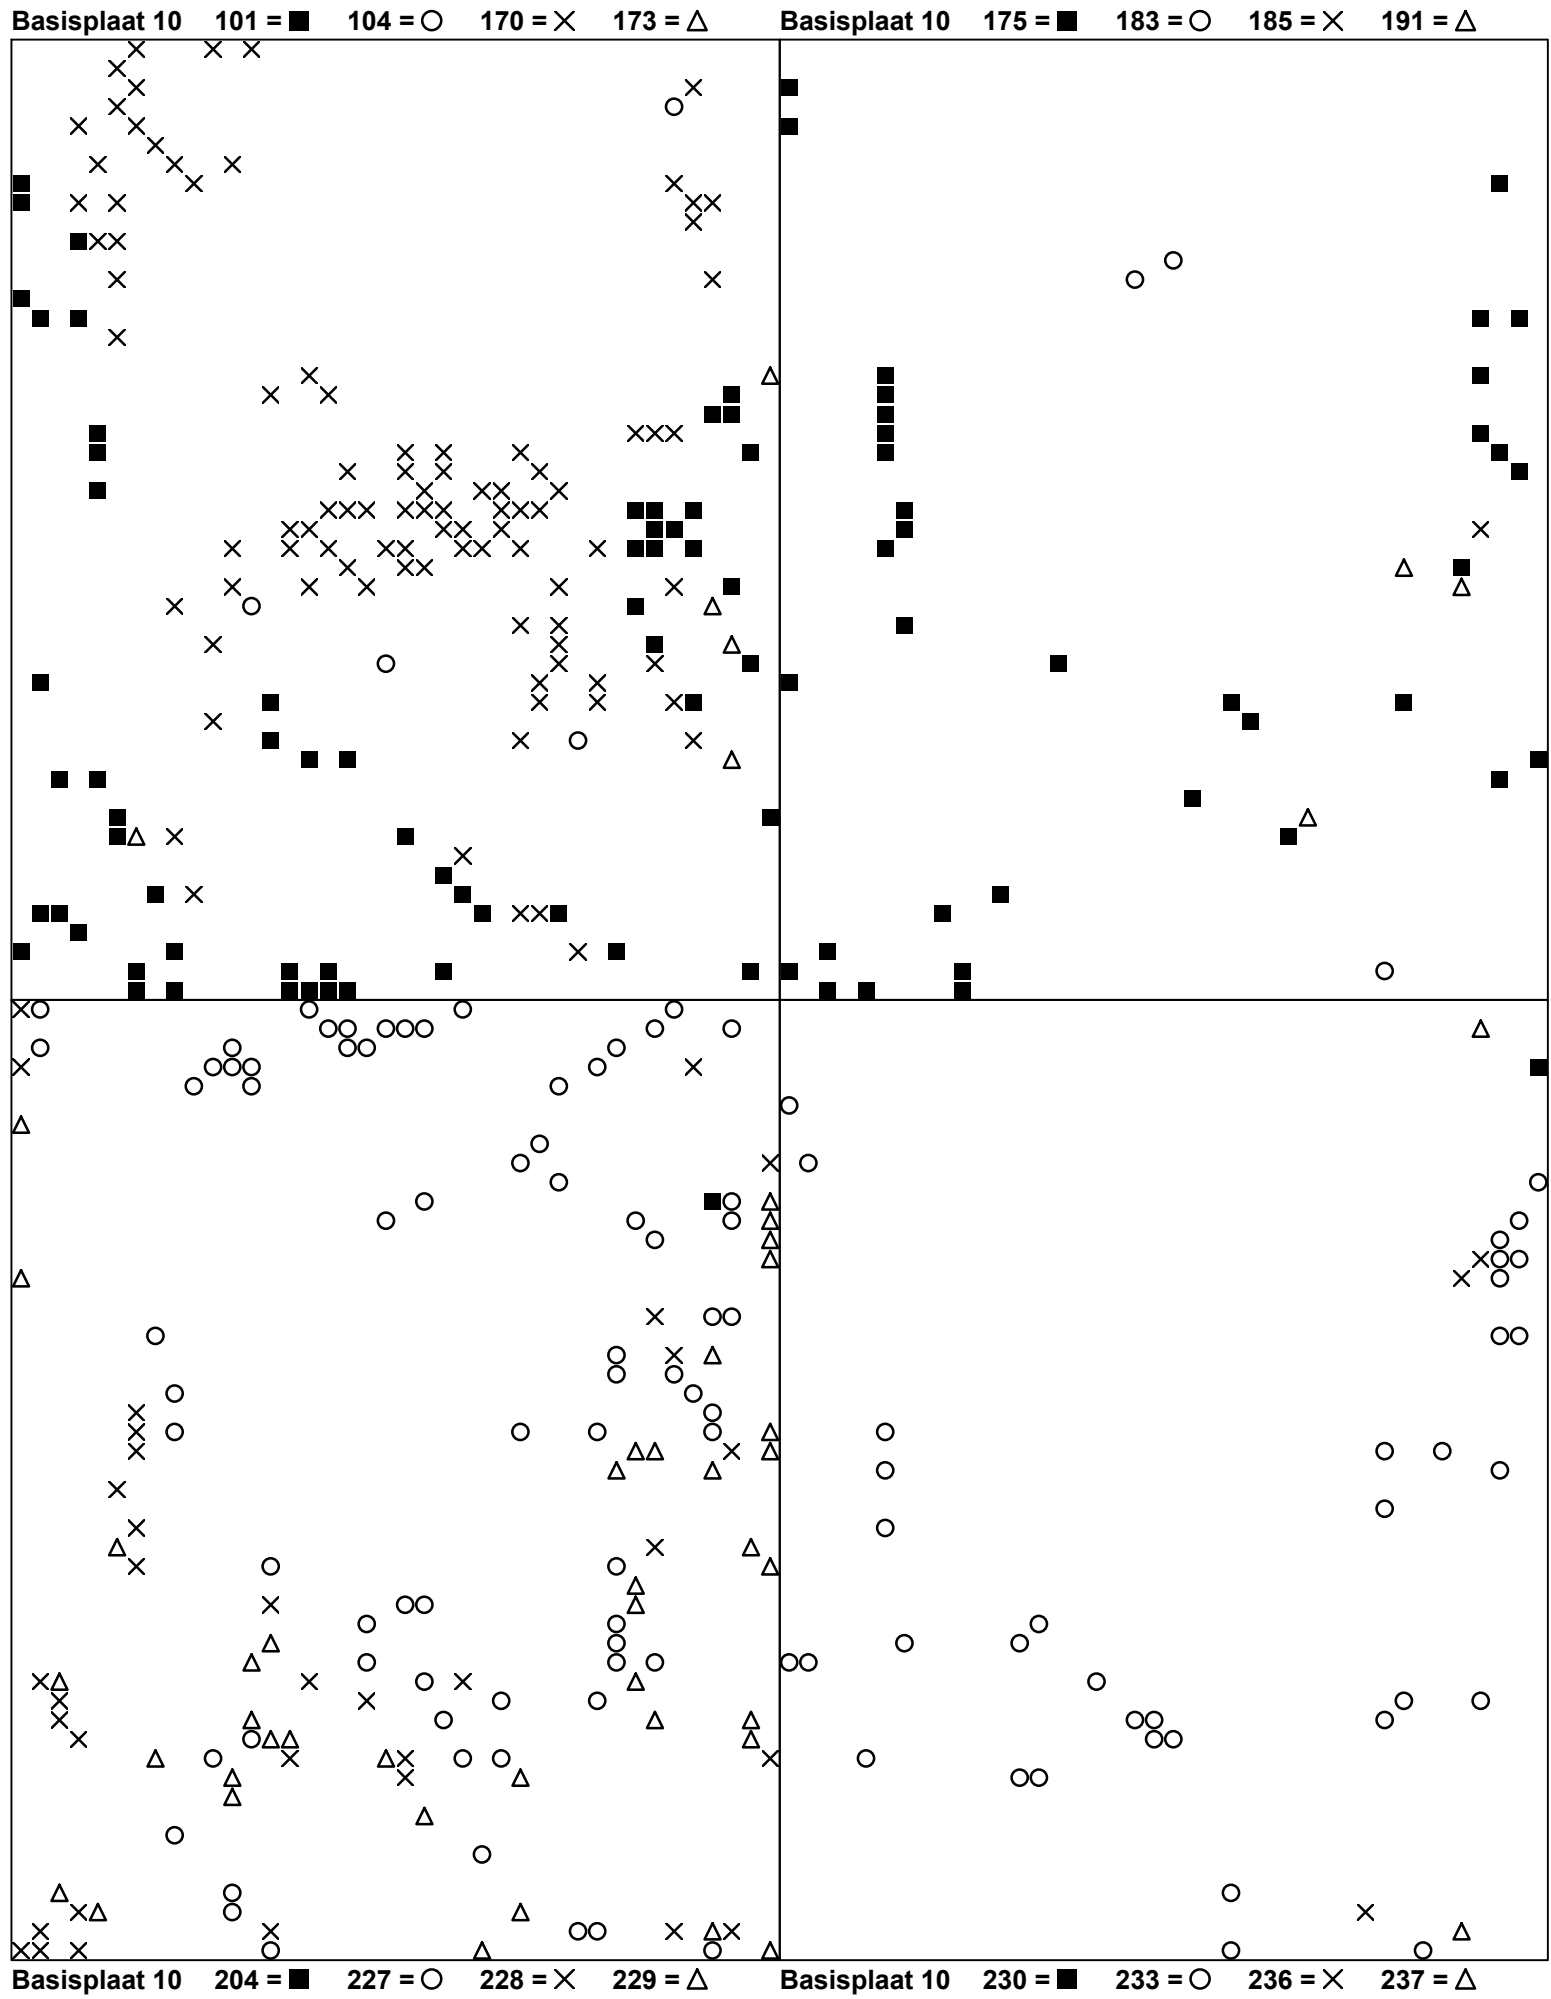 Basisplaat 10 101 = ■ 104 = ○ 170 = × 173 = △
Basisplaat 10 175 = ■ 183 = ○ 185 = × 191 = △
Basisplaat 10 204 = ■ 227 = ○ 228 = × 229 = △
Basisplaat 10 230 = ■ 233 = ○ 236 = × 237 = △